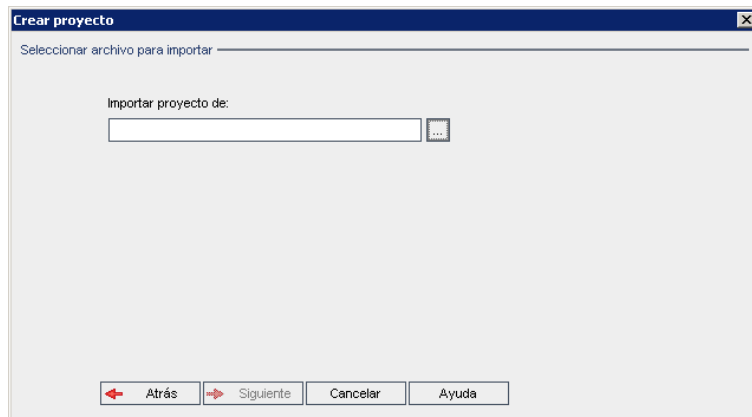 Crear proyecto
Seleccionar archivo para importar
Importar proyecto de:
...
Atrás Siguiente Cancelar Ayuda